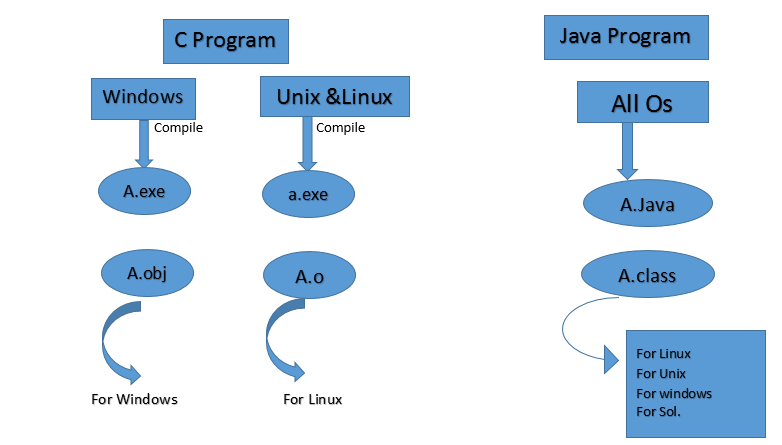 C Program
Windows
Unix &Linux
Compile
Compile
A.exe
a.exe
A.obj
A.o
For Windows
For Linux
Java Program
All Os
A.Java
A.class
For Linux
For Unix
For windows
For Sol.